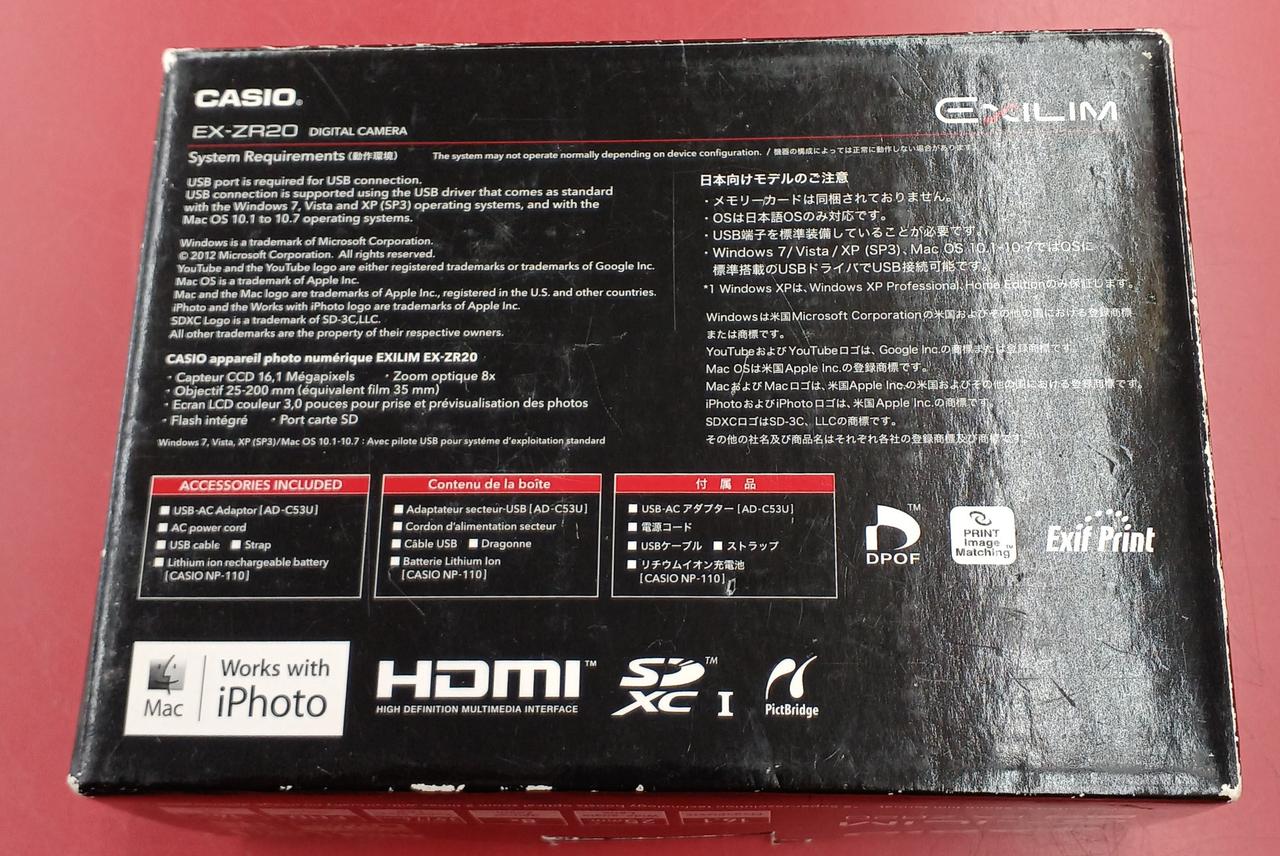 CASIO®
EXILIM
EX-ZR20 DIGITAL CAMERA
System Requirements (動作環境) The system may not operate normally depending on device configuration. / 機器の構成によっては正常に動作しない場合があります。
USB port is required for USB connection.
USB connection is supported using the USB driver that comes as standard
with the Windows 7, Vista and XP (SP3) operating systems, and with the
Mac OS 10.1 to 10.7 operating systems.
Windows is a trademark of Microsoft Corporation.
© 2012 Microsoft Corporation. All rights reserved.
YouTube and the YouTube logo are either registered trademarks or trademarks of Google Inc.
Mac OS is a trademark of Apple Inc.
Mac and the Mac logo are trademarks of Apple Inc., registered in the U.S. and other countries.
iPhoto and the Works with iPhoto logo are trademarks of Apple Inc.
SDXC Logo is a trademark of SD-3C,LLC.
All other trademarks are the property of their respective owners.
CASIO appareil photo numérique EXILIM EX-ZR20
・Capteur CCD 16,1 Mégapixels ・Zoom optique 8x
・Objectif 25-200 mm (équivalent film 35 mm)
・Ecran LCD couleur 3,0 pouces pour prise et prévisualisation des photos
・Flash intégré ・Port carte SD
Windows 7, Vista, XP (SP3)/Mac OS 10.1-10.7 : Avec pilote USB pour systéme d'exploitation standard
日本向けモデルのご注意
・メモリーカードは同梱されておりません。
・OSは日本語OSのみ対応です。
・USB端子を標準装備していることが必要です。
・Windows 7/ Vista / XP (SP3)、Mac OS 10.1-10.7ではOSに
標準搭載のUSBドライバでUSB接続可能です。
*1 Windows XPは、Windows XP Professional、Home Editionのみ保証します。
Windowsは米国Microsoft Corporationの米国およびその他の国における登録商標
または商標です。
YouTubeおよびYouTubeロゴは、Google Inc.の商標または登録商標です。
Mac OSは米国Apple Inc.の登録商標です。
MacおよびMacロゴは、米国Apple Inc.の米国およびその他の国における登録商標です。
iPhotoおよびiPhotoロゴは、米国Apple Inc.の商標です。
SDXCロゴはSD-3C、LLCの商標です。
その他の社名及び商品名はそれぞれ各社の登録商標及び商標です。
ACCESSORIES INCLUDED
■ USB-AC Adaptor [AD-C53U]
■ AC power cord
■ USB cable ■ Strap
■ Lithium ion rechargeable battery
[CASIO NP-110]
Contenu de la boîte
■ Adaptateur secteur-USB [AD-C53U]
■ Cordon d'alimentation secteur
■ Câble USB ■ Dragonne
■ Batterie Lithium Ion
[CASIO NP-110]
付属品
■ USB-AC アダプター [AD-C53U]
■ 電源コード
■ USBケーブル ■ ストラップ
■ リチウムイオン充電池
[CASIO NP-110]
DPOF™
PRINT
Image
Matching™
Exif Print
Mac
Works with
iPhoto
HDMI™
HIGH DEFINITION MULTIMEDIA INTERFACE
SD™
XC I
PictBridge